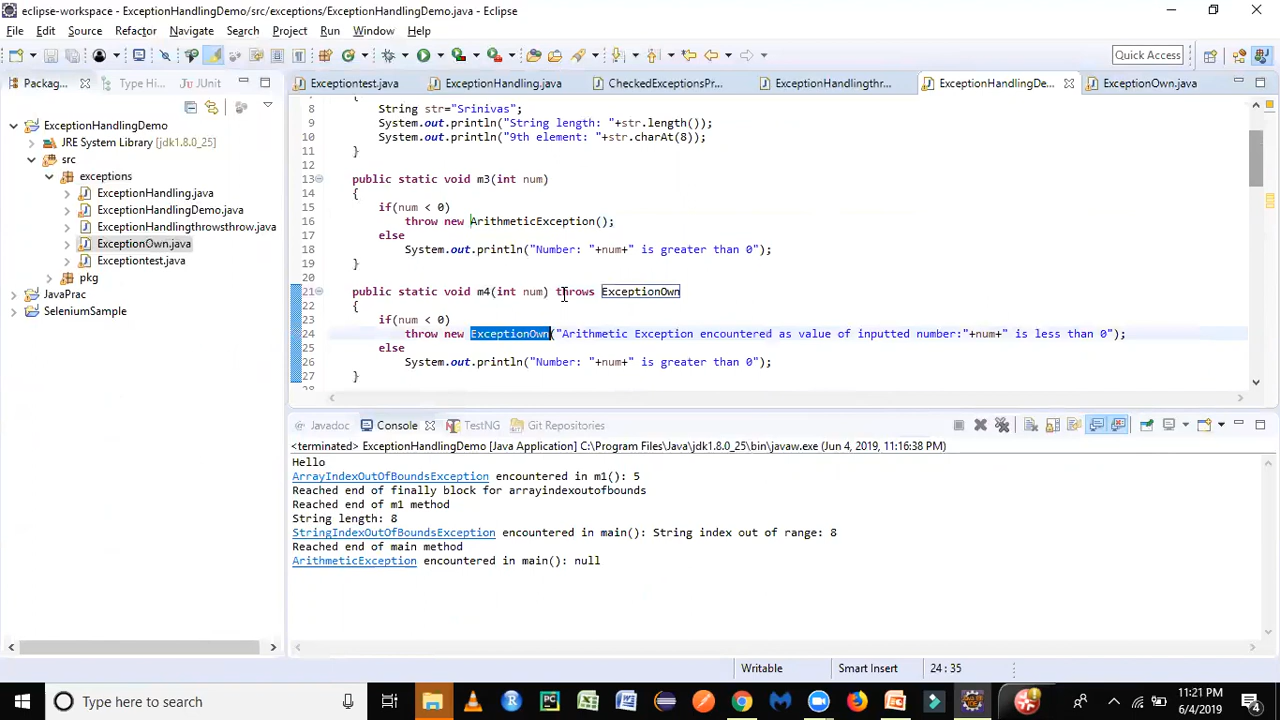 eclipse-workspace - ExceptionHandlingDemo/src/exceptions/ExceptionHandlingDemo.java - Eclipse
File Edit Source Refactor Navigate Search Project Run Window Help
Quick Access
Packag... Type Hi... JUnit
Exceptiontest.java ExceptionHandling.java CheckedExceptionsPr... ExceptionHandlingthr... ExceptionHandlingDe... ExceptionOwn.java
ExceptionHandlingDemo
JRE System Library [jdk1.8.0_25]
src
exceptions
ExceptionHandling.java
ExceptionHandlingDemo.java
ExceptionHandlingthrowsthrow.java
ExceptionOwn.java
Exceptiontest.java
pkg
JavaPrac
SeleniumSample
7 {
8 String str="Srinivas";
9 System.out.println("String length: "+str.length());
10 System.out.println("9th element: "+str.charAt(8));
11 }
12
13 public static void m3(int num)
14 {
15 if(num < 0)
16 throw new ArithmeticException();
17 else
18 System.out.println("Number: "+num+" is greater than 0");
19 }
20
21 public static void m4(int num) throws ExceptionOwn
22 {
23 if(num < 0)
24 throw new ExceptionOwn("Arithmetic Exception encountered as value of inputted number:"+num+" is less than 0");
25 else
26 System.out.println("Number: "+num+" is greater than 0");
27 }
28
Javadoc Console TestNG Git Repositories
<terminated> ExceptionHandlingDemo [Java Application] C:\Program Files\Java\jdk1.8.0_25\bin\javaw.exe (Jun 4, 2019, 11:16:38 PM)
Hello
ArrayIndexOutOfBoundsException encountered in m1(): 5
Reached end of finally block for arrayindexoutofbounds
Reached end of m1 method
String length: 8
StringIndexOutOfBoundsException encountered in main(): String index out of range: 8
Reached end of main method
ArithmeticException encountered in main(): null
Writable Smart Insert 24 : 35
Type here to search
11:21 PM
6/4/2019